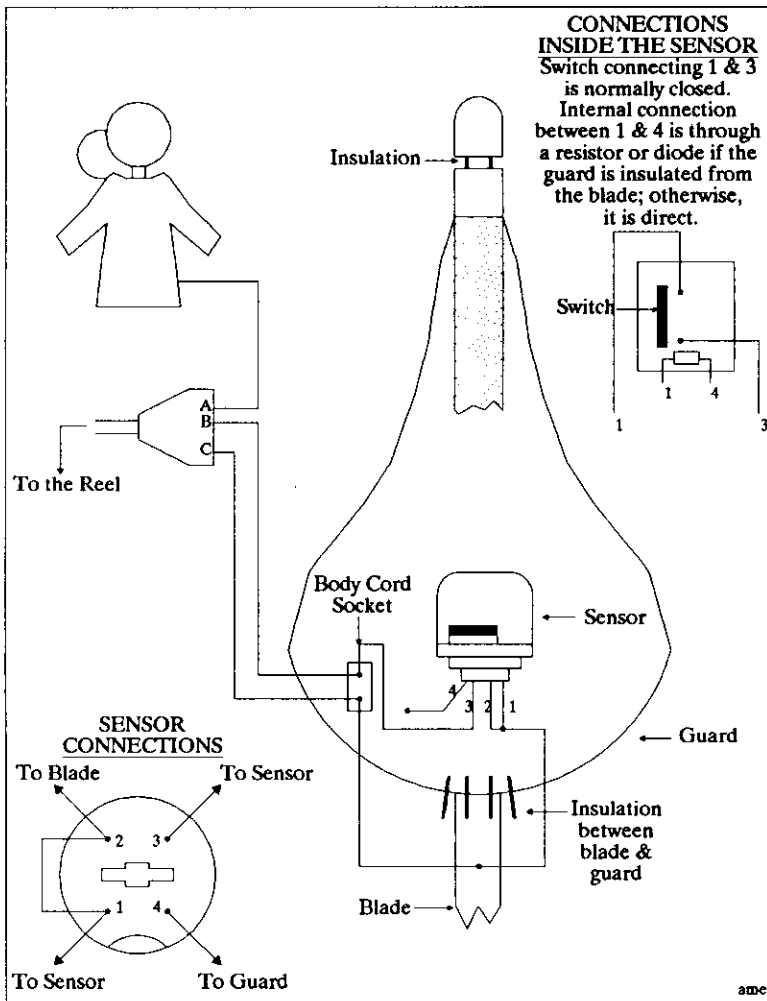 CONNECTIONS
INSIDE THE SENSOR
Switch connecting 1 & 3
is normally closed.
Internal connection
between 1 & 4 is through
a resistor or diode if the
guard is insulated from
the blade; otherwise,
it is direct.
Insulation
Switch
1
4
1
3
A
B
C
To the Reel
Body Cord
Socket
Sensor
4
3
2
1
Guard
SENSOR
CONNECTIONS
To Blade
To Sensor
2
3
1
4
To Sensor
To Guard
Insulation
between
blade &
guard
Blade
ame